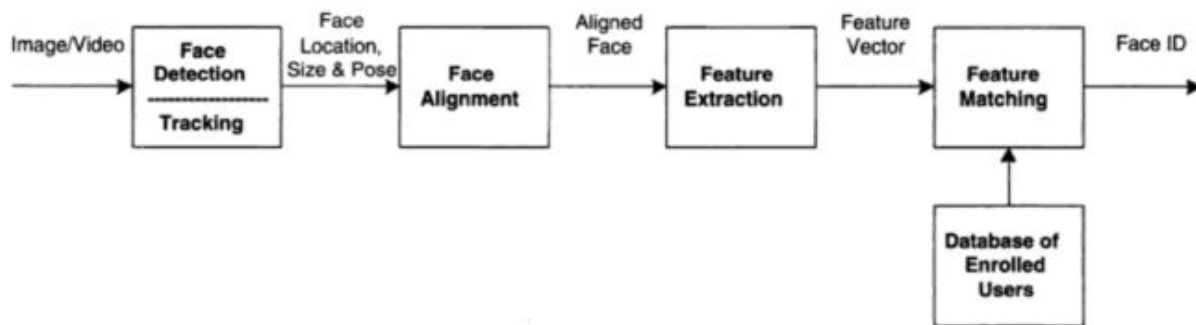 Image/Video
Face
Detection
Tracking
Face
Location,
Size & Pose
Face
Alignment
Aligned
Face
Feature
Extraction
Feature
Vector
Feature
Matching
Face ID
Database of
Enrolled
Users